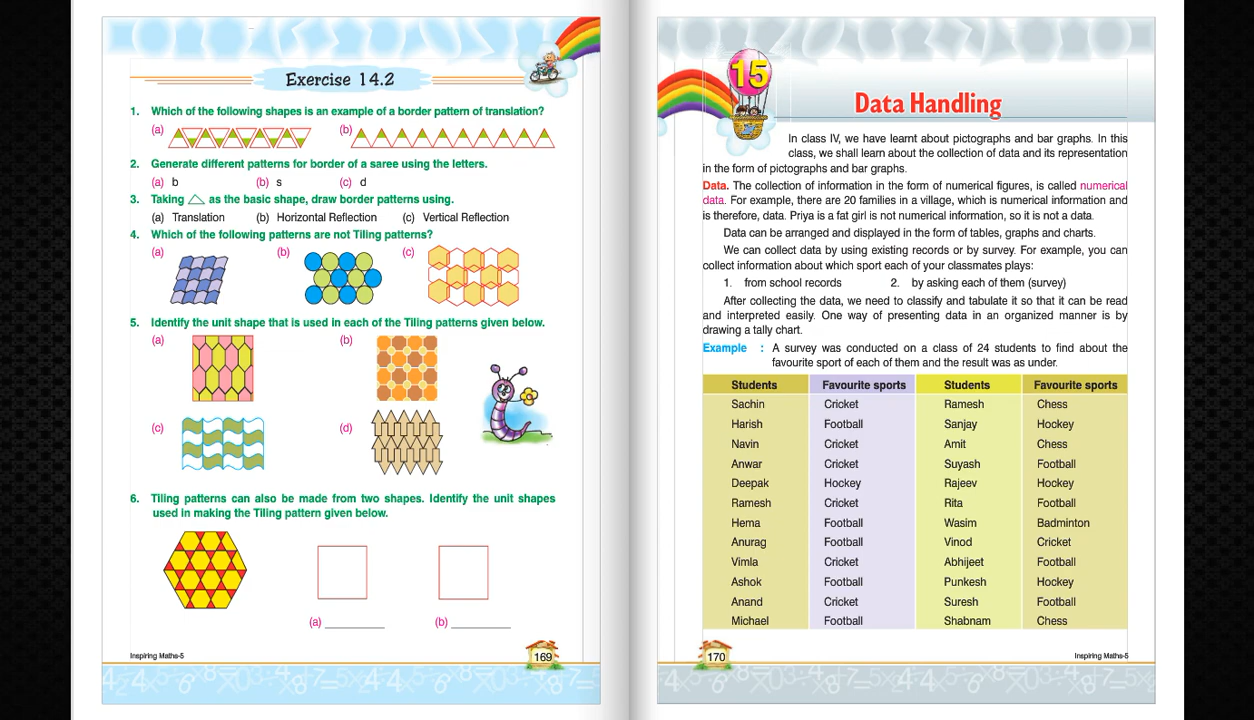 Exercise 14.2
1. Which of the following shapes is an example of a border pattern of translation?
(a) (b)
2. Generate different patterns for border of a saree using the letters.
(a) b (b) s (c) d
3. Taking as the basic shape, draw border patterns using.
(a) Translation (b) Horizontal Reflection (c) Vertical Reflection
4. Which of the following patterns are not Tiling patterns?
(a) (b) (c)
5. Identify the unit shape that is used in each of the Tiling patterns given below.
(a) (b)
(c) (d)
6. Tiling patterns can also be made from two shapes. Identify the unit shapes
used in making the Tiling pattern given below.
(a) __________ (b) __________
Inspiring Maths-5
169
15
Data Handling
In class IV, we have learnt about pictographs and bar graphs. In this
class, we shall learn about the collection of data and its representation
in the form of pictographs and bar graphs.
Data. The collection of information in the form of numerical figures, is called numerical
data. For example, there are 20 families in a village, which is numerical information and
is therefore, data. Priya is a fat girl is not numerical information, so it is not a data.
Data can be arranged and displayed in the form of tables, graphs and charts.
We can collect data by using existing records or by survey. For example, you can
collect information about which sport each of your classmates plays:
1. from school records 2. by asking each of them (survey)
After collecting the data, we need to classify and tabulate it so that it can be read
and interpreted easily. One way of presenting data in an organized manner is by
drawing a tally chart.
Example : A survey was conducted on a class of 24 students to find about the
favourite sport of each of them and the result was as under.
Students Favourite sports Students Favourite sports
Sachin Cricket Ramesh Chess
Harish Football Sanjay Hockey
Navin Cricket Amit Chess
Anwar Cricket Suyash Football
Deepak Hockey Rajeev Hockey
Ramesh Cricket Rita Football
Hema Football Wasim Badminton
Anurag Football Vinod Cricket
Vimla Cricket Abhijeet Football
Ashok Football Punkesh Hockey
Anand Cricket Suresh Football
Michael Football Shabnam Chess
170
Inspiring Maths-5